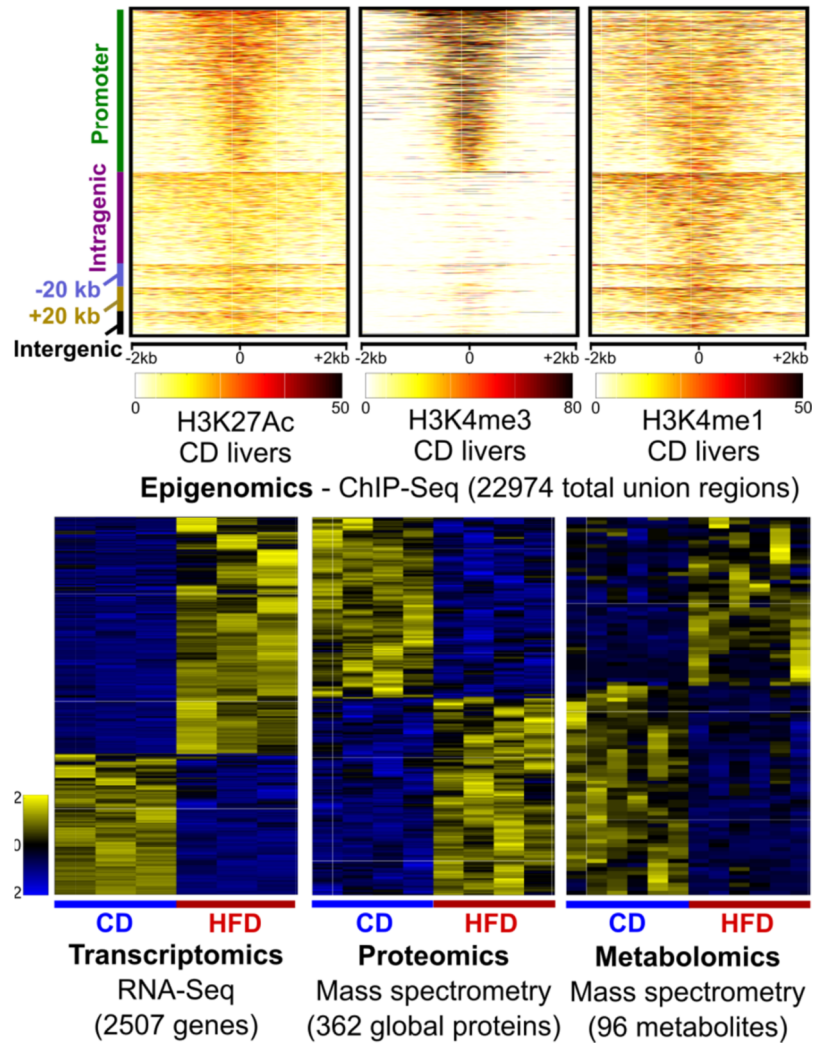 Promoter
Intragenic
-20 kb
+20 kb
Intergenic
-2kb 0 +2kb -2kb 0 +2kb -2kb 0 +2kb
0 50 0 80 0 50
H3K27Ac H3K4me3 H3K4me1
CD livers CD livers CD livers
Epigenomics - ChIP-Seq (22974 total union regions)
2
0
2
CD HFD CD HFD CD HFD
Transcriptomics Proteomics Metabolomics
RNA-Seq Mass spectrometry Mass spectrometry
(2507 genes) (362 global proteins) (96 metabolites)